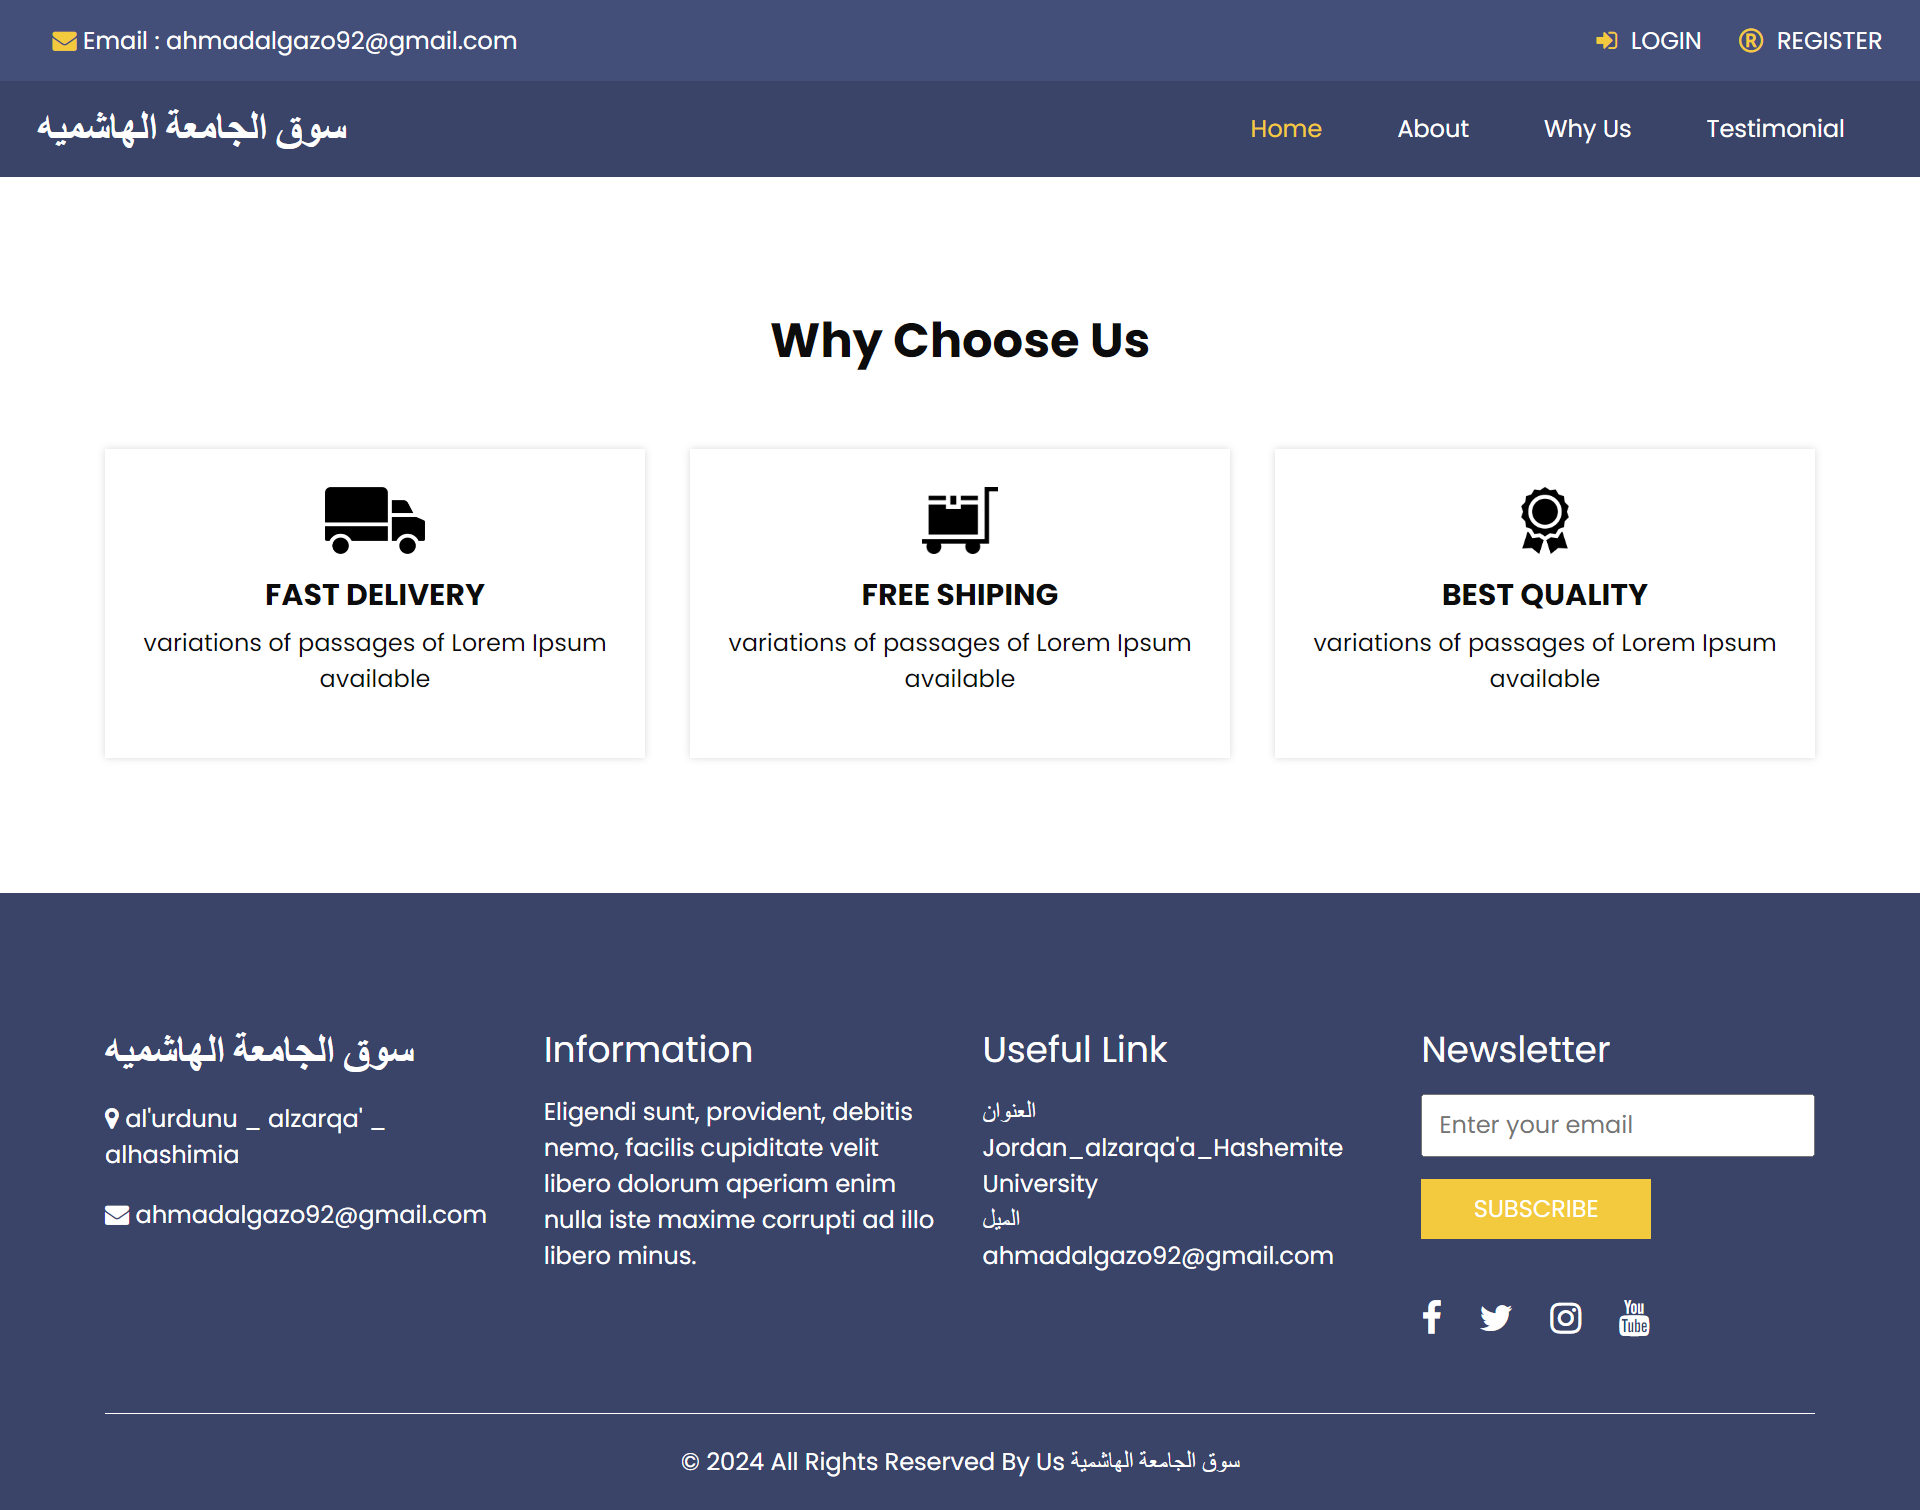 Email : ahmadalgazo92@gmail.com
LOGIN
REGISTER
سوق الجامعة الهاشميه
Home
About
Why Us
Testimonial
Why Choose Us
FAST DELIVERY
variations of passages of Lorem Ipsum
available
FREE SHIPING
variations of passages of Lorem Ipsum
available
BEST QUALITY
variations of passages of Lorem Ipsum
available
سوق الجامعة الهاشميه
al'urdunu _ alzarqa' _
alhashimia
ahmadalgazo92@gmail.com
Information
Eligendi sunt, provident, debitis
nemo, facilis cupiditate velit
libero dolorum aperiam enim
nulla iste maxime corrupti ad illo
libero minus.
Useful Link
العنوان
Jordan_alzarqa'a_Hashemite
University
الميل
ahmadalgazo92@gmail.com
Newsletter
Enter your email
SUBSCRIBE
You
Tube
© 2024 All Rights Reserved By Us سوق الجامعة الهاشمية